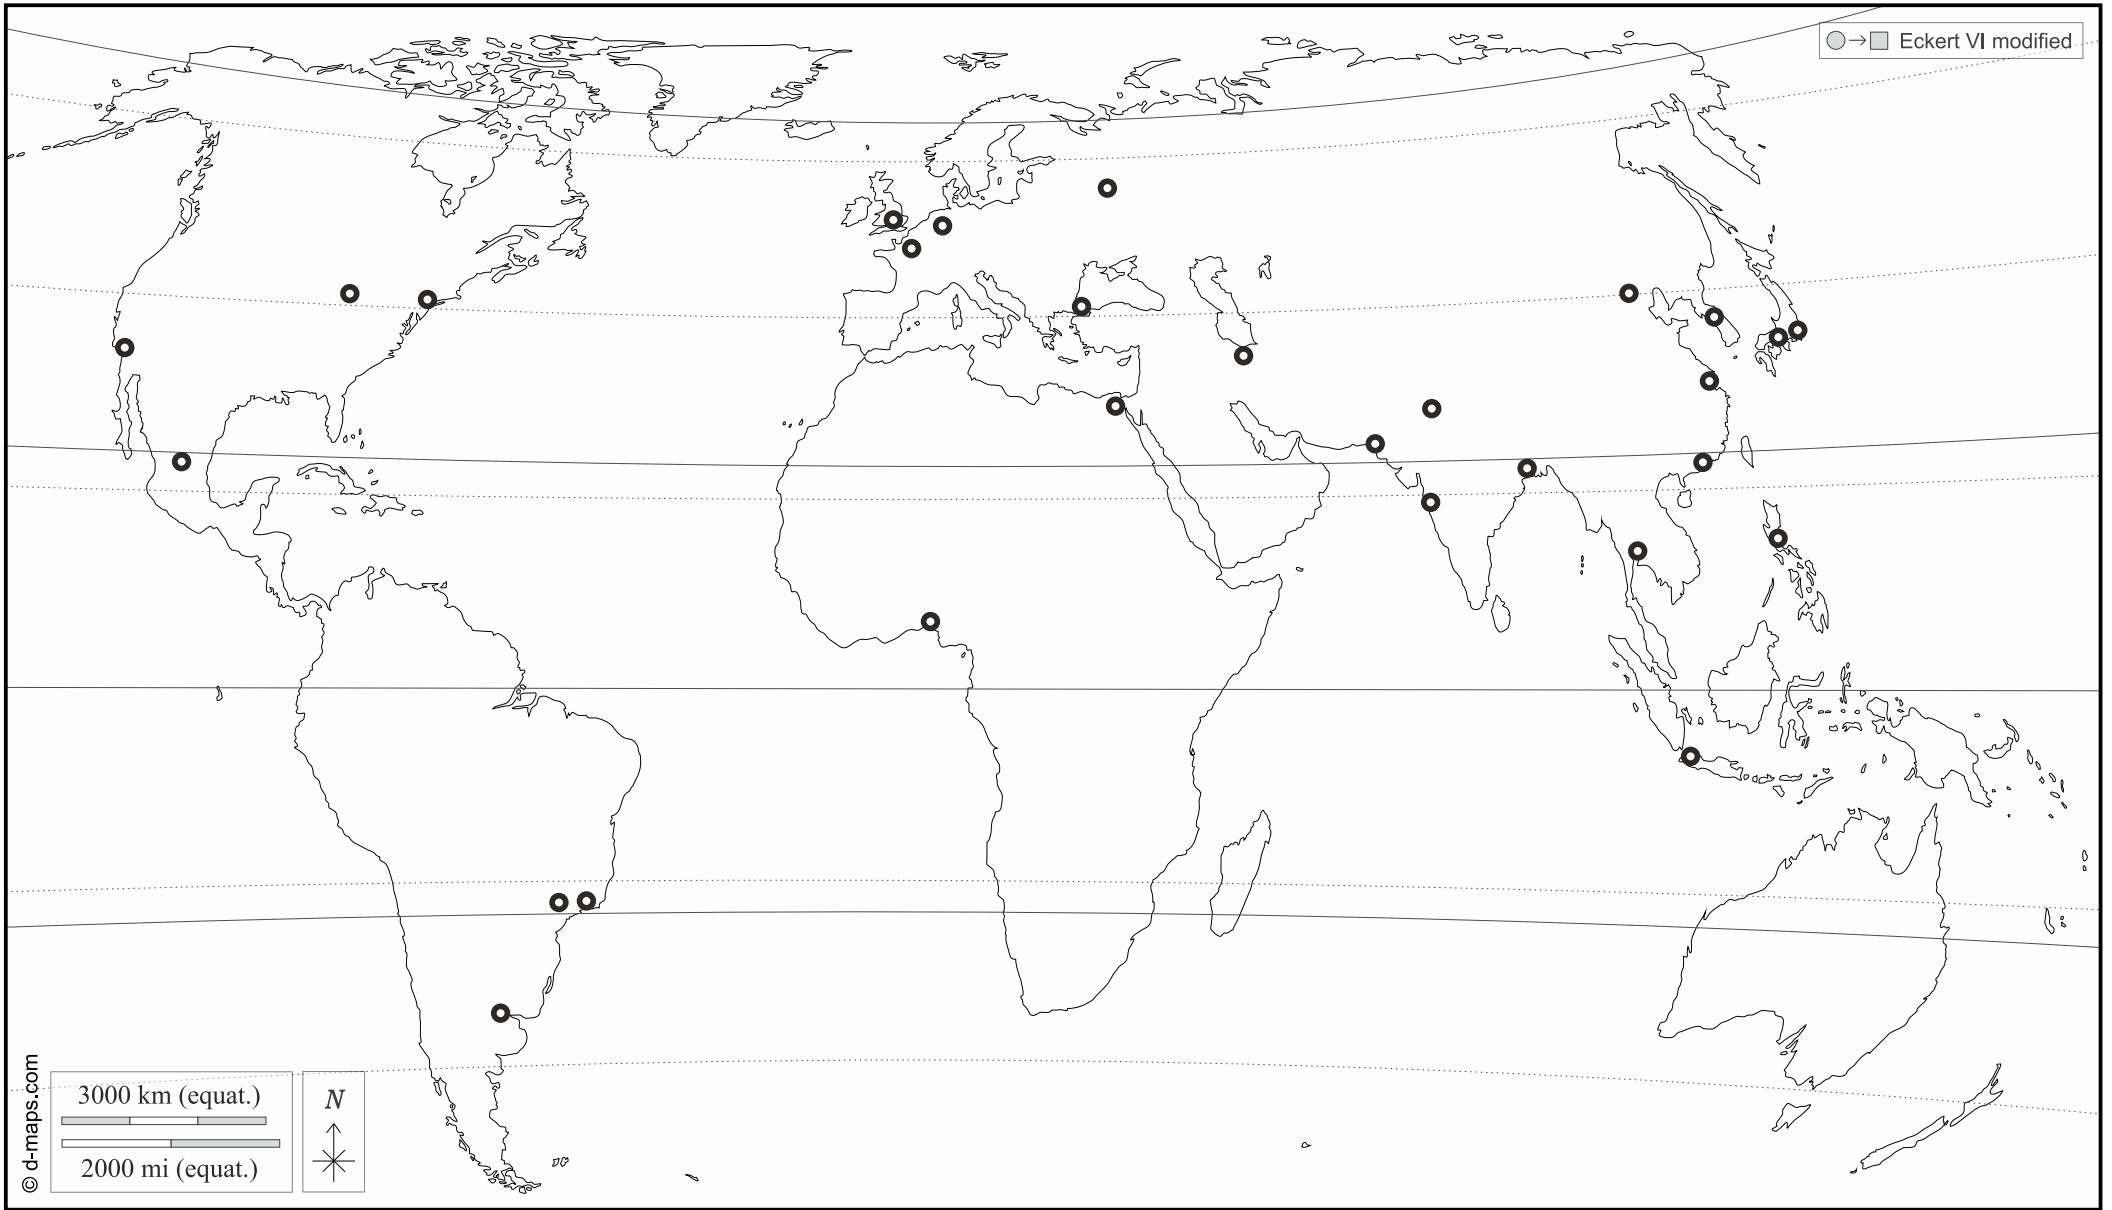 Eckert VI modified
3000 km (equat.)
2000 mi (equat.)
N
© d-maps.com